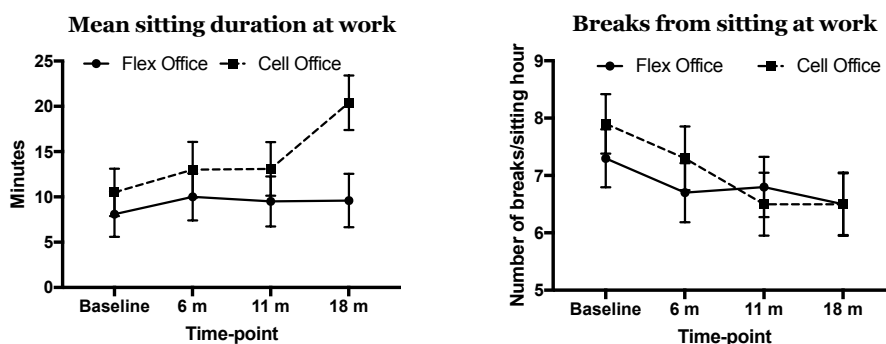 Mean sitting duration at work
Flex Office
Cell Office
25
20
15
10
5
0
Minutes
Baseline
6 m
11 m
18 m
Time-point
Breaks from sitting at work
Flex Office
Cell Office
9
8
7
6
5
Number of breaks/sitting hour
Baseline
6 m
11 m
18 m
Time-point